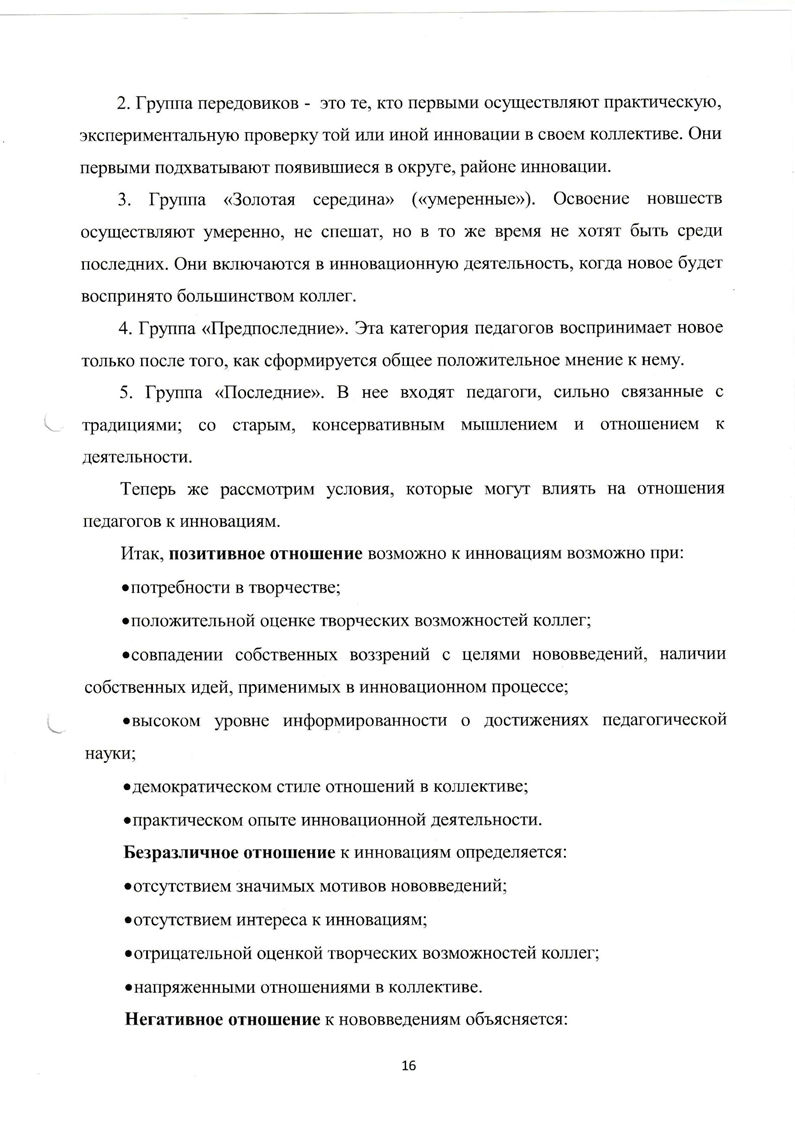 2. Группа передовиков - это те, кто первыми осуществляют практическую,
экспериментальную проверку той или иной инновации в своем коллективе. Они
первыми подхватывают появившиеся в округе, районе инновации.
3. Группа «Золотая середина» («умеренные»). Освоение новшеств
осуществляют умеренно, не спешат, но в то же время не хотят быть среди
последних. Они включаются в инновационную деятельность, когда новое будет
воспринято большинством коллег.
4. Группа «Предпоследние». Эта категория педагогов воспринимает новое
только после того, как сформируется общее положительное мнение к нему.
5. Группа «Последние». В нее входят педагоги, сильно связанные с
традициями; со старым, консервативным мышлением и отношением к
деятельности.
Теперь же рассмотрим условия, которые могут влиять на отношения
педагогов к инновациям.
Итак, позитивное отношение возможно к инновациям возможно при:
•потребности в творчестве;
•положительной оценке творческих возможностей коллег;
•совпадении собственных воззрений с целями нововведений, наличии
собственных идей, применимых в инновационном процессе;
•высоком уровне информированности о достижениях педагогической
науки;
•демократическом стиле отношений в коллективе;
•практическом опыте инновационной деятельности.
Безразличное отношение к инновациям определяется:
•отсутствием значимых мотивов нововведений;
•отсутствием интереса к инновациям;
•отрицательной оценкой творческих возможностей коллег;
•напряженными отношениями в коллективе.
Негативное отношение к нововведениям объясняется:
16